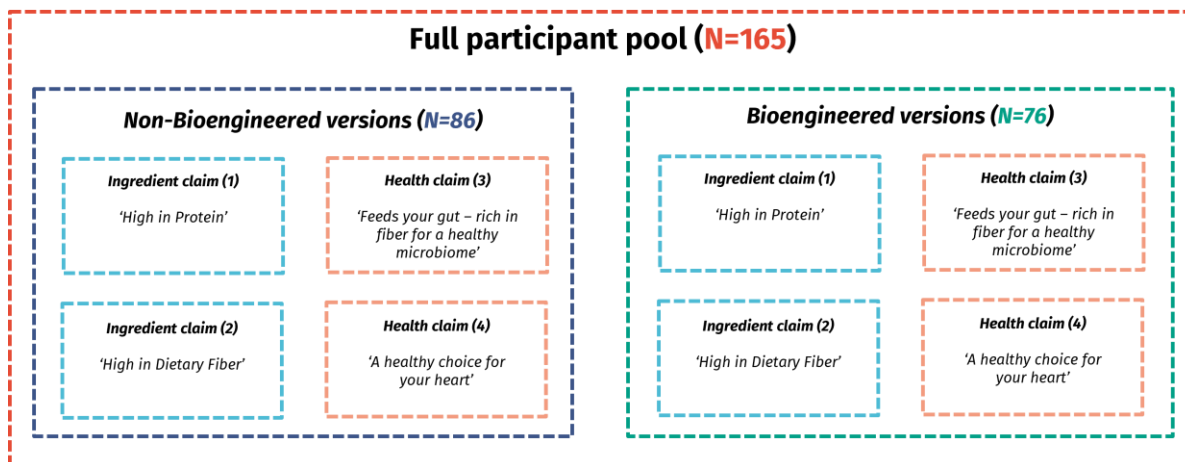 Full participant pool (N=165)
Non-Bioengineered versions (N=86)
Ingredient claim (1)
‘High in Protein’
Health claim (3)
‘Feeds your gut – rich in
fiber for a healthy
microbiome’
Ingredient claim (2)
‘High in Dietary Fiber’
Health claim (4)
‘A healthy choice for
your heart’
Bioengineered versions (N=76)
Ingredient claim (1)
‘High in Protein’
Health claim (3)
‘Feeds your gut – rich in
fiber for a healthy
microbiome’
Ingredient claim (2)
‘High in Dietary Fiber’
Health claim (4)
‘A healthy choice for
your heart’